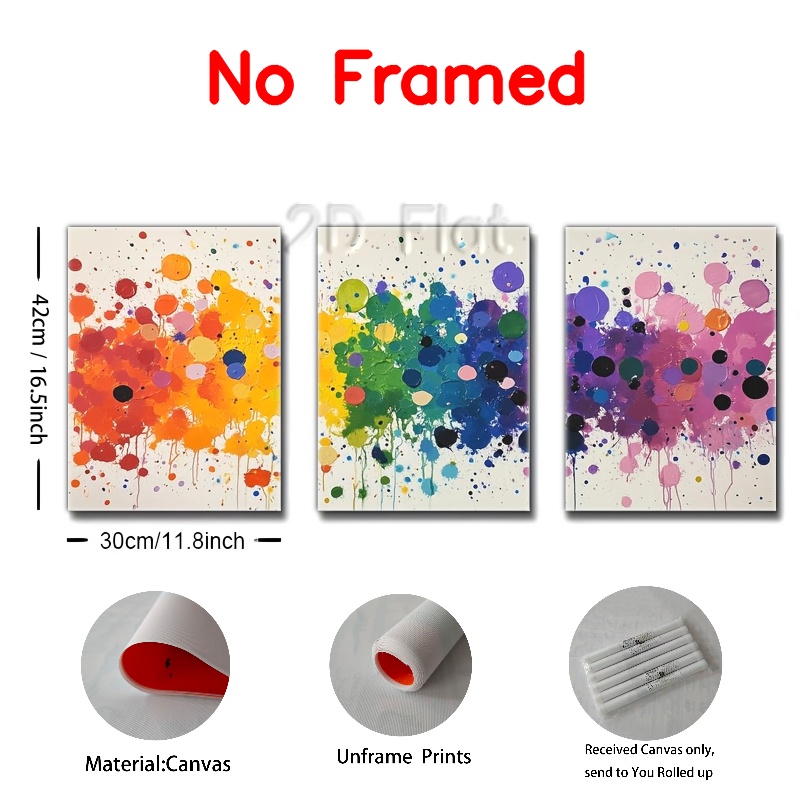 No Framed
2D Flat
42cm / 16.5inch
30cm/11.8inch
Material:Canvas
Unframe Prints
Received Canvas only,
send to You Rolled up